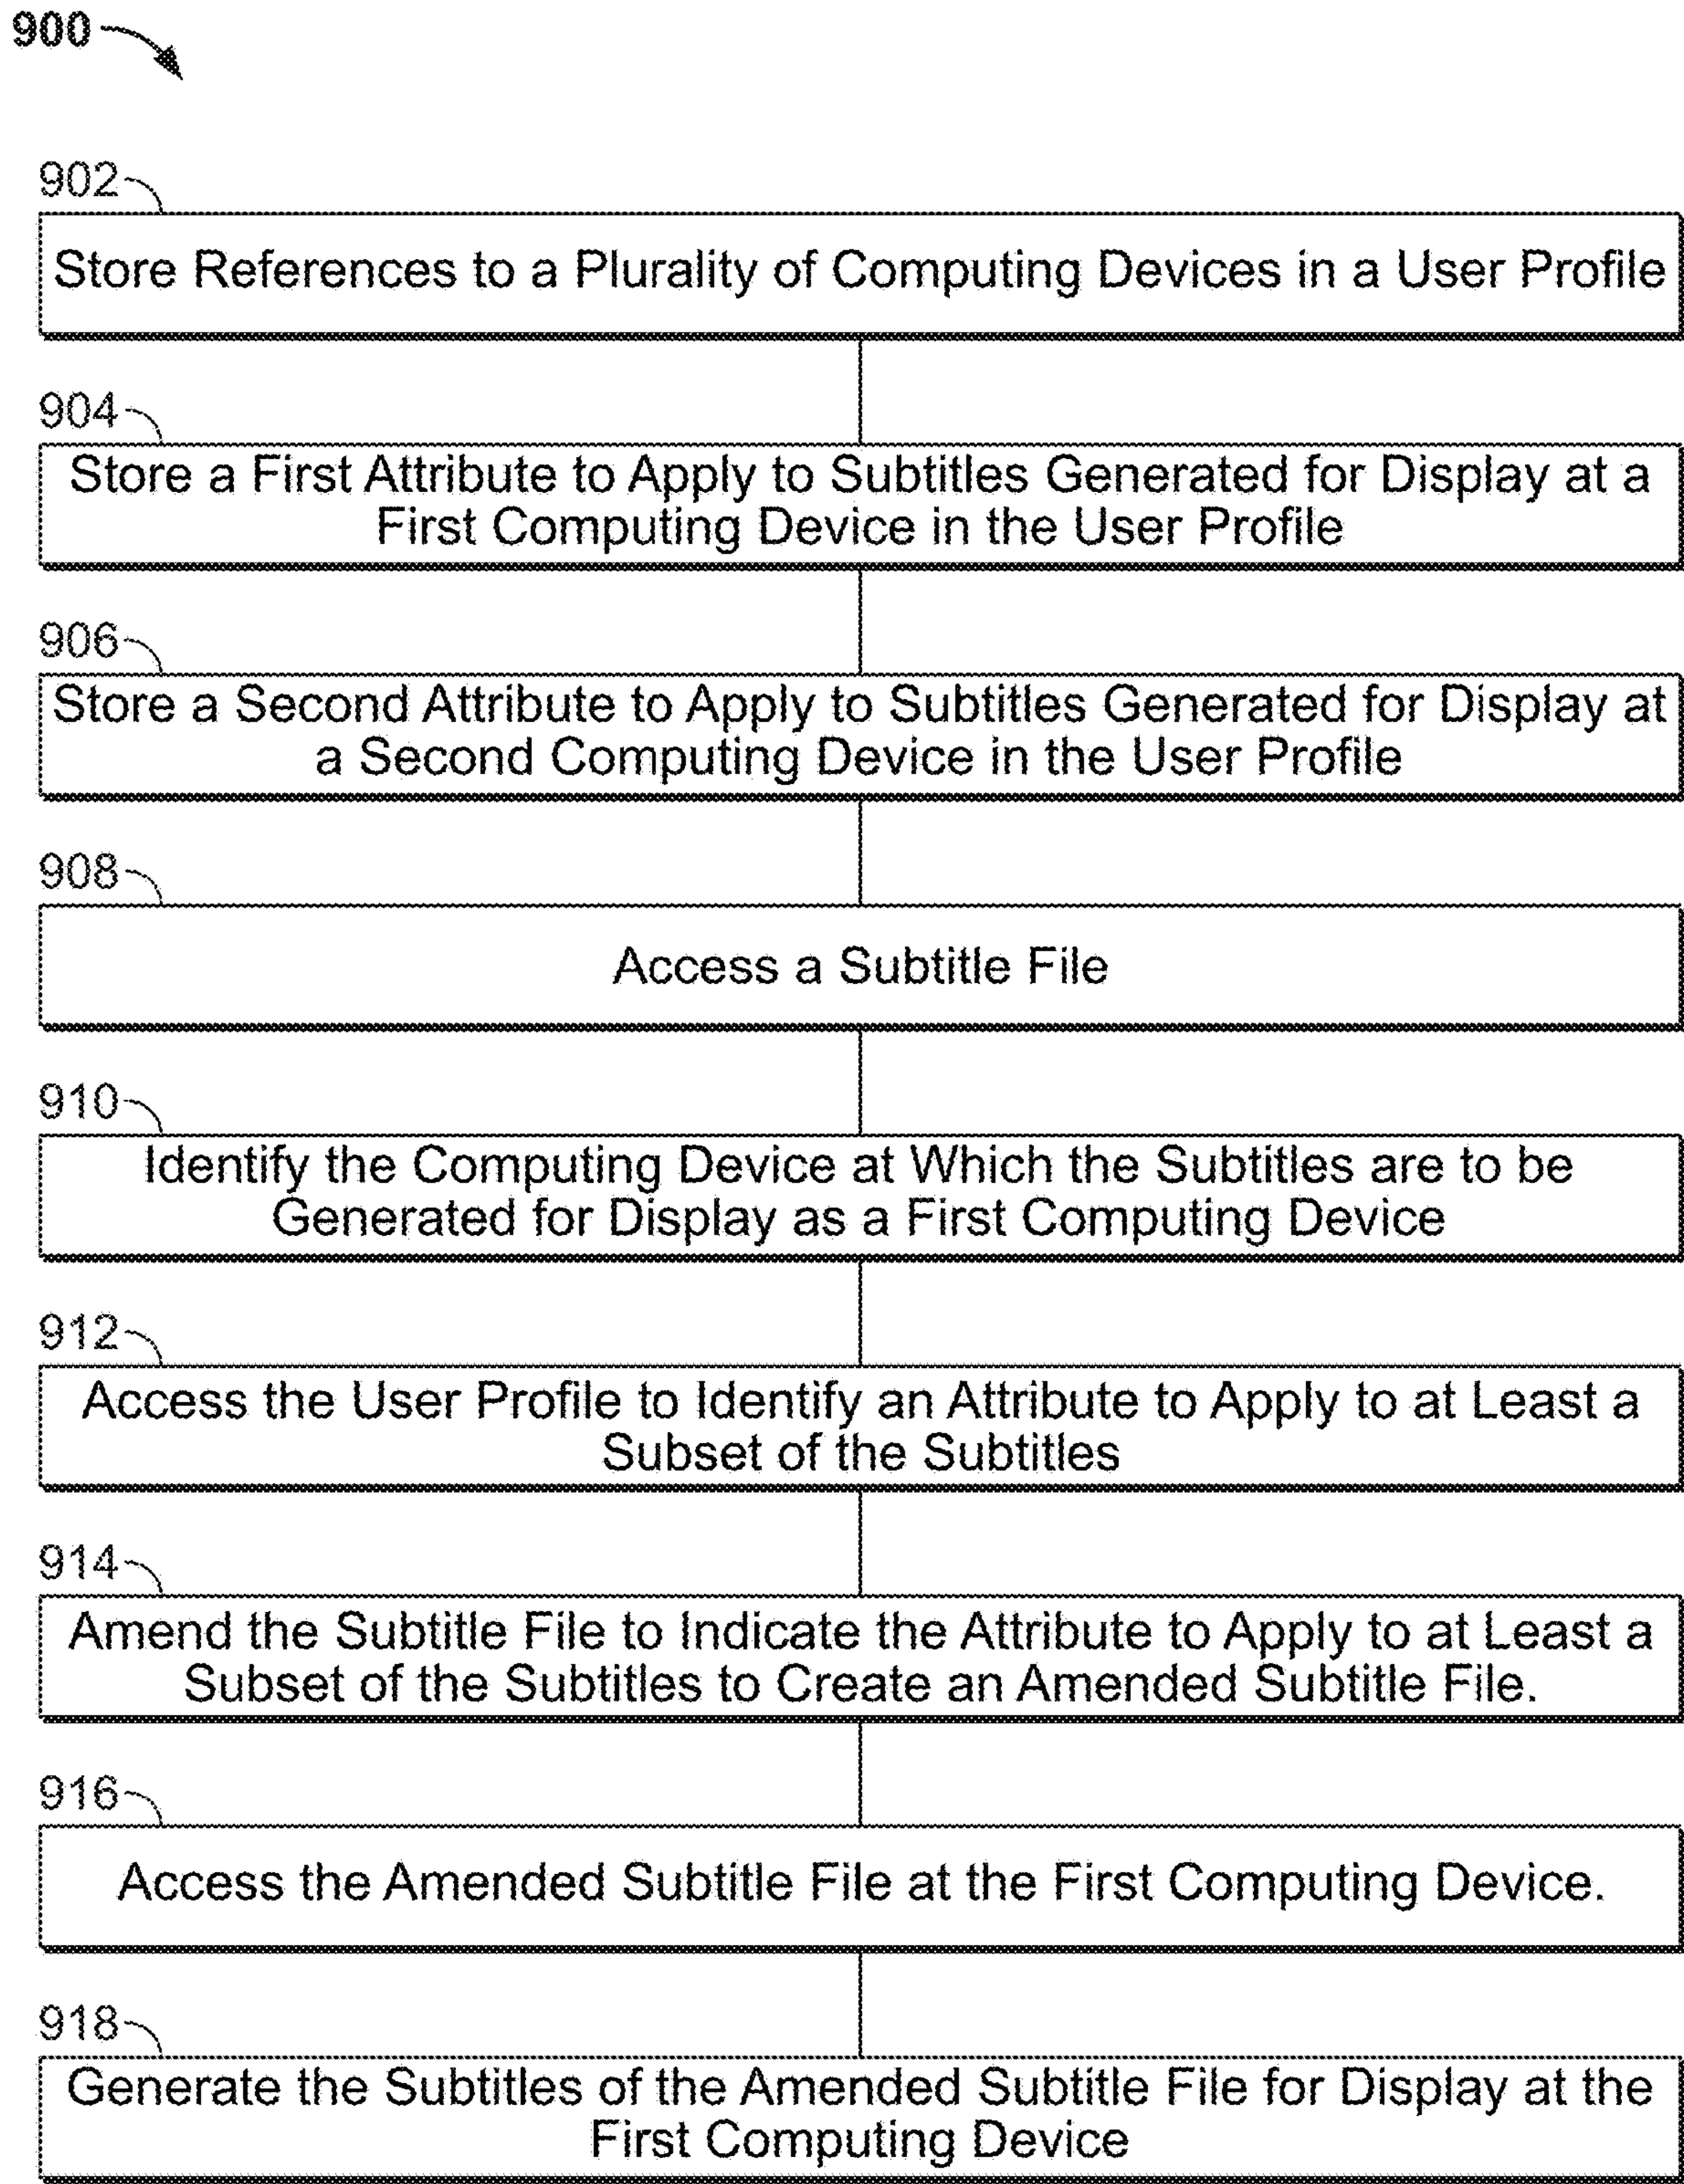 900
902
Store References to a Plurality of Computing Devices in a User Profile
904
Store a First Attribute to Apply to Subtitles Generated for Display at a
First Computing Device in the User Profile
906
Store a Second Attribute to Apply to Subtitles Generated for Display at
a Second Computing Device in the User Profile
908
Access a Subtitle File
910
Identify the Computing Device at Which the Subtitles are to be
Generated for Display as a First Computing Device
912
Access the User Profile to Identify an Attribute to Apply to at Least a
Subset of the Subtitles
914
Amend the Subtitle File to Indicate the Attribute to Apply to at Least a
Subset of the Subtitles to Create an Amended Subtitle File.
916
Access the Amended Subtitle File at the First Computing Device.
918
Generate the Subtitles of the Amended Subtitle File for Display at the
First Computing Device